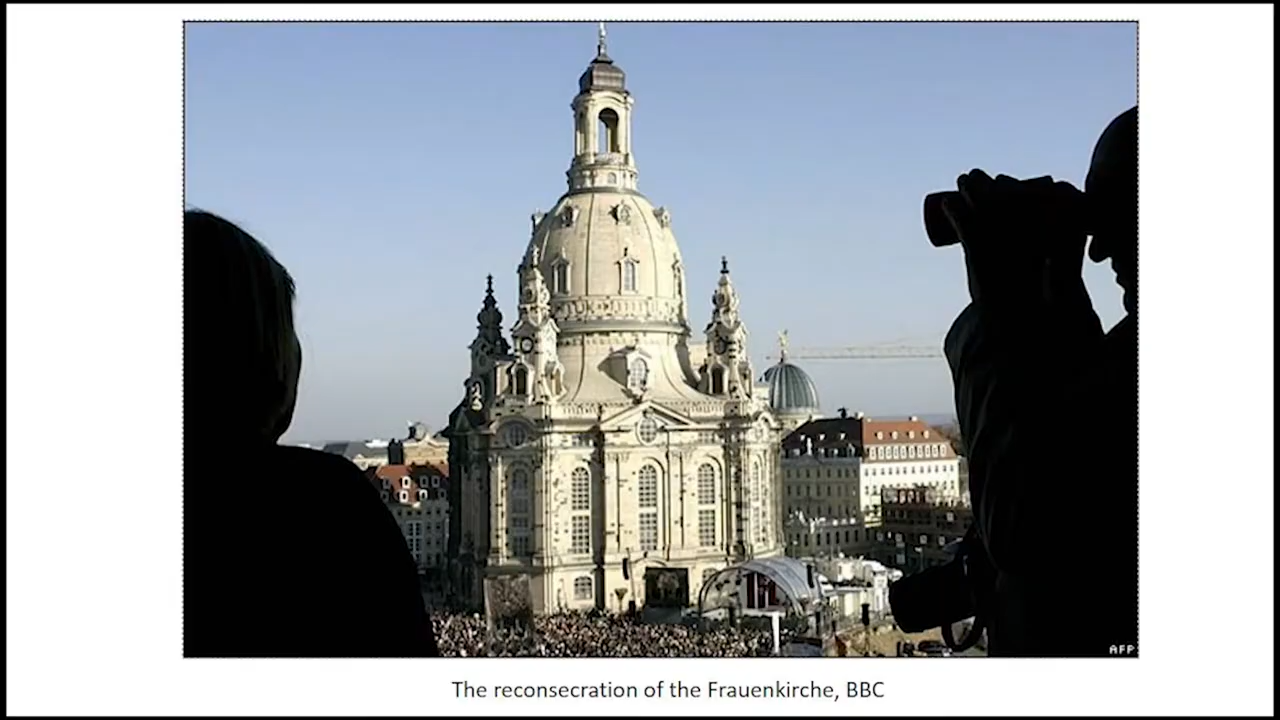 AFP
The reconsecration of the Frauenkirche, BBC